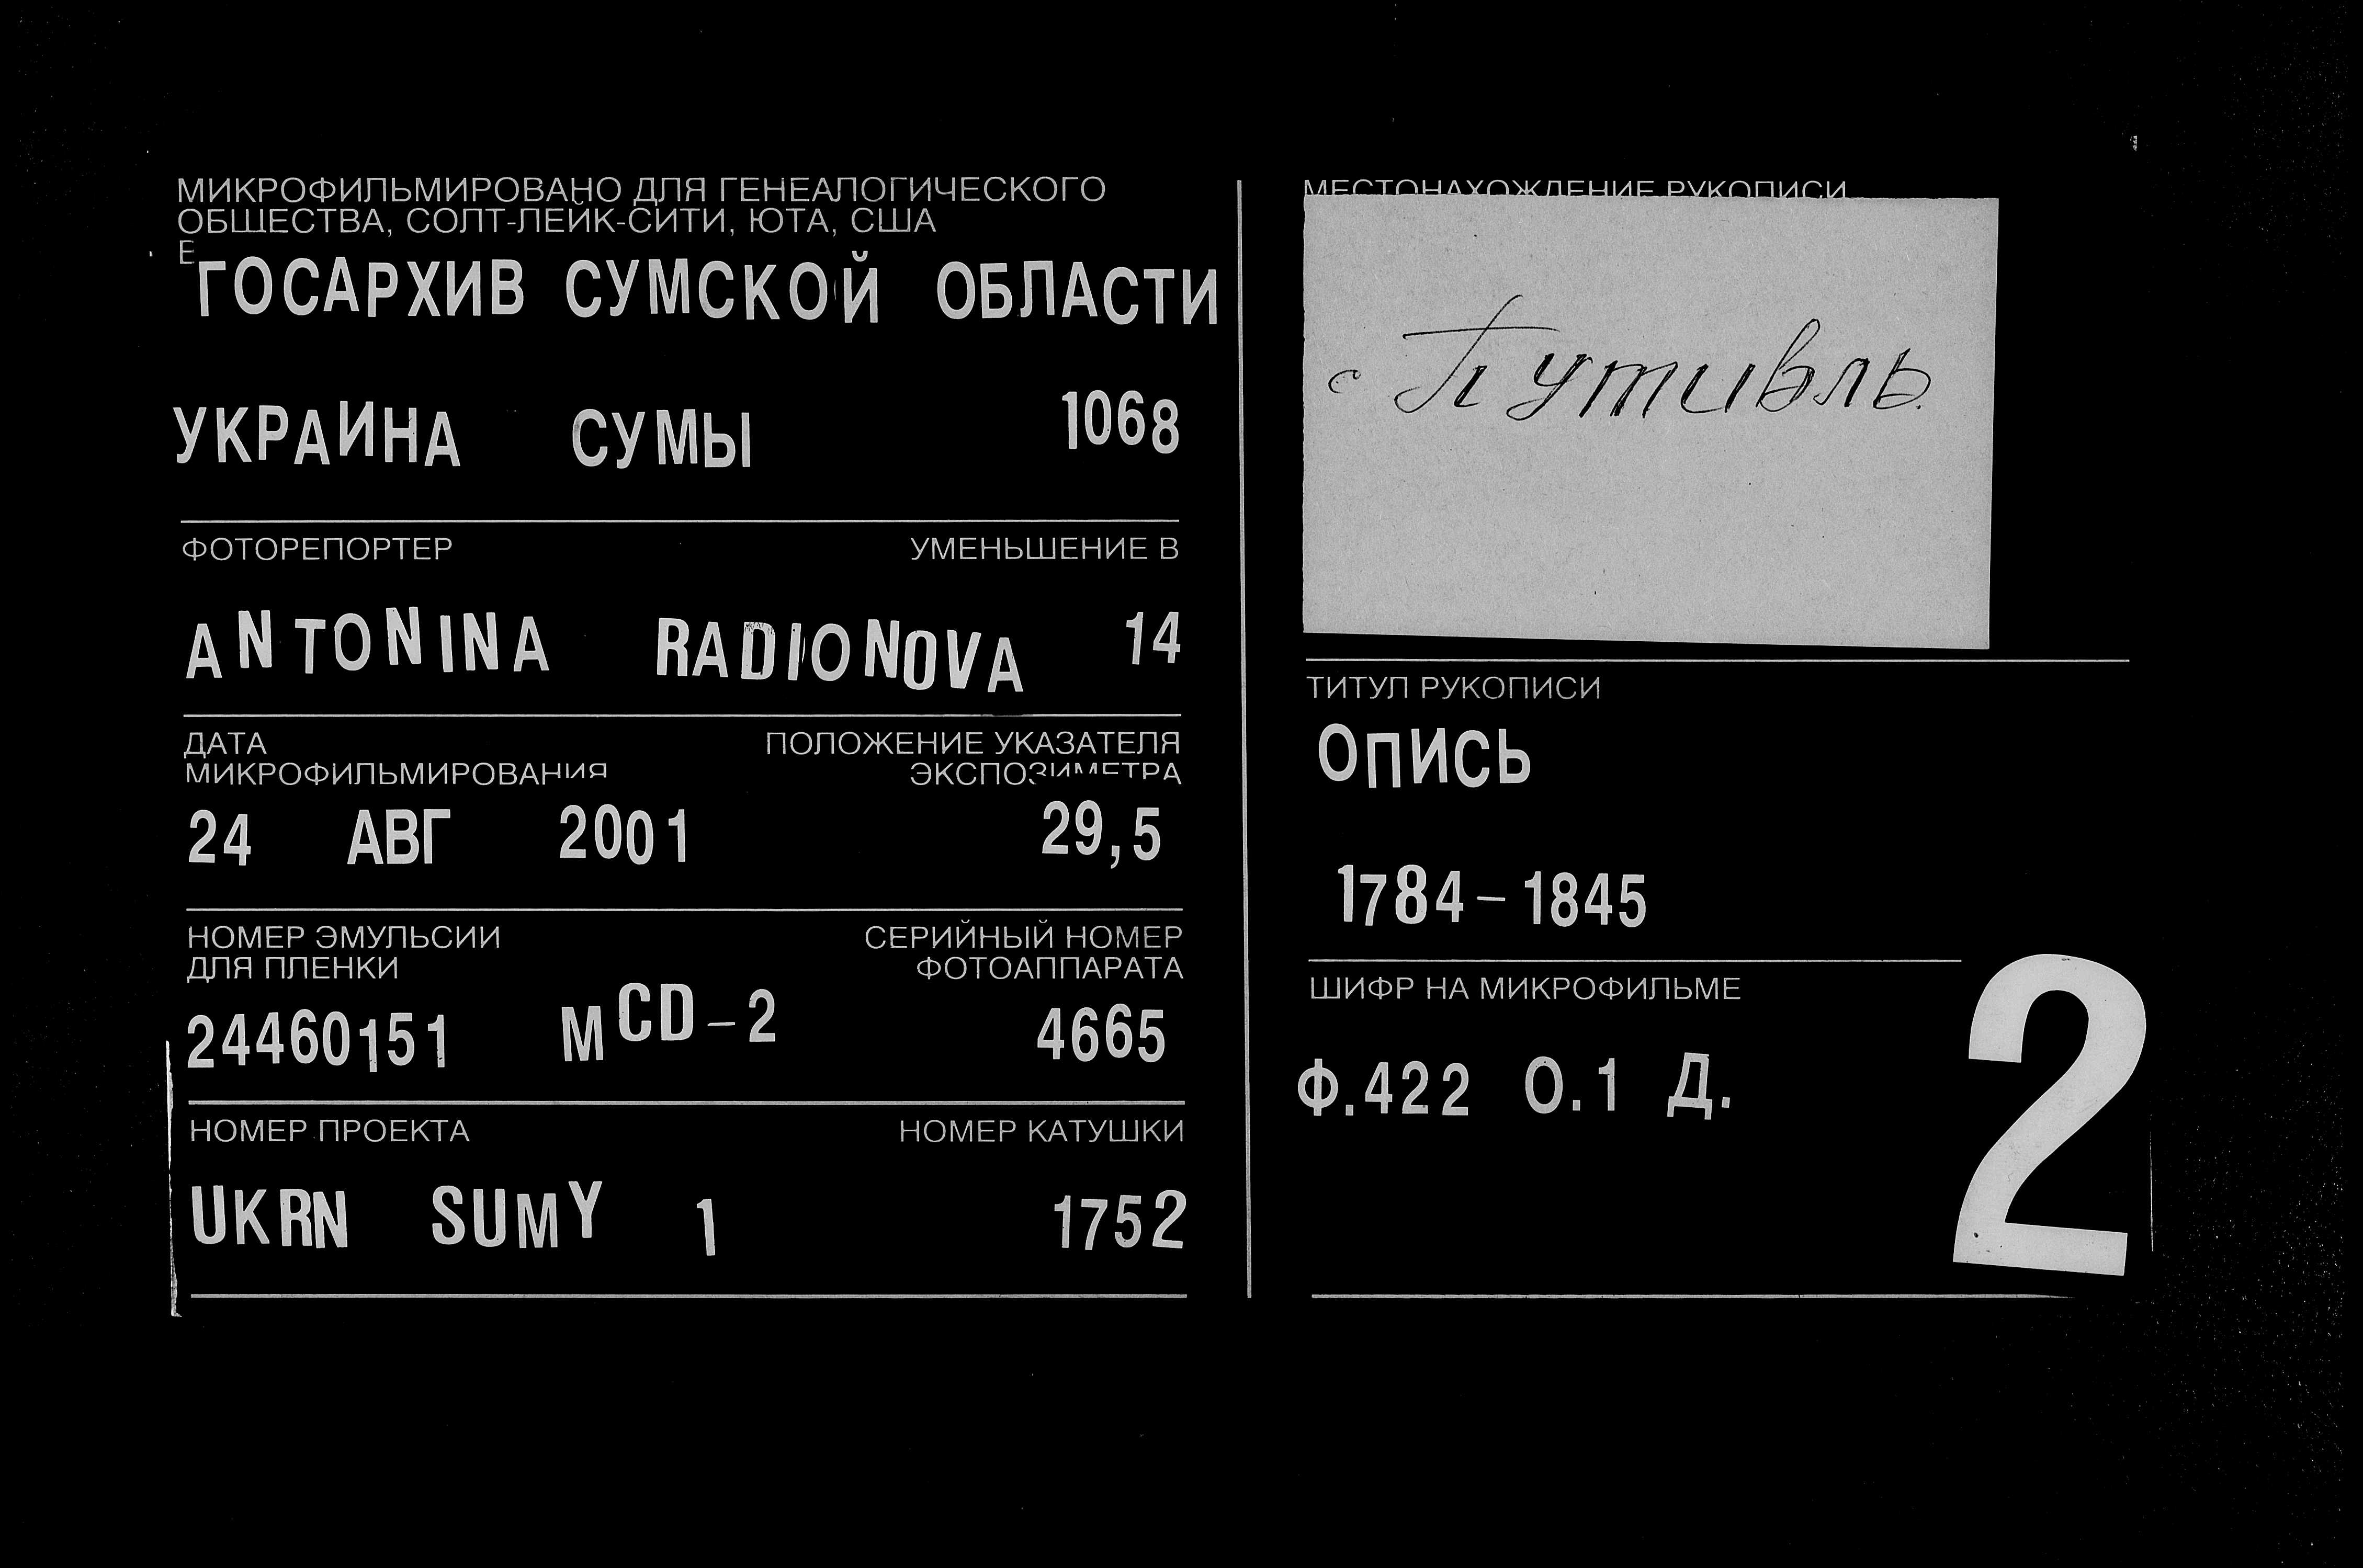 МИКРОФИЛЬМИРОВАНО ДЛЯ ГЕНЕАЛОГИЧЕСКОГО
ОБЩЕСТВА, СОЛТ-ЛЕЙК-СИТИ, ЮТА, США
Е
ГОСАРХИВ СУМСКОЙ ОБЛАСТИ
УКРАИНА СУМЫ 1068
ФОТОРЕПОРТЕР УМЕНЬШЕНИЕ В
ANTONINA RADIONOVA 14
ДАТА ПОЛОЖЕНИЕ УКАЗАТЕЛЯ
МИКРОФИЛЬМИРОВАНИЯ ЭКСПОЗИМЕТРА
24 АВГ 2001 29,5
НОМЕР ЭМУЛЬСИИ СЕРИЙНЫЙ НОМЕР
ДЛЯ ПЛЕНКИ ФОТОАППАРАТА
24460151 MCD-2 4665
НОМЕР ПРОЕКТА НОМЕР КАТУШКИ
UKRN SUMY 1 1752
МЕСТОНАХОЖДЕНИЕ РУКОПИСИ
с Путивль.
ТИТУЛ РУКОПИСИ
ОПИСЬ
1784-1845
ШИФР НА МИКРОФИЛЬМЕ
Ф.422 О.1 Д.
2